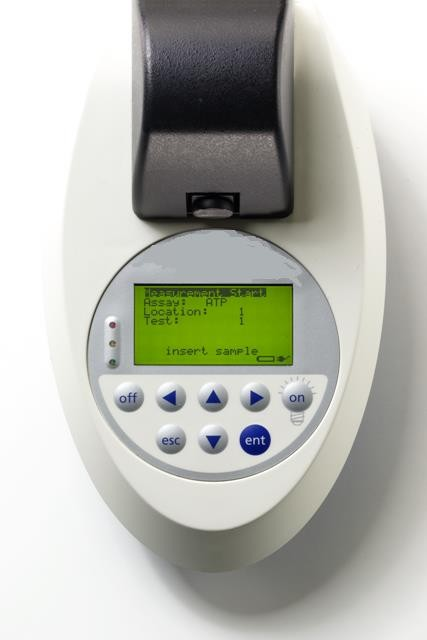 Measurement Start
Assay: ATP
Location: 1
Test: 1
insert sample
off
on
esc
ent